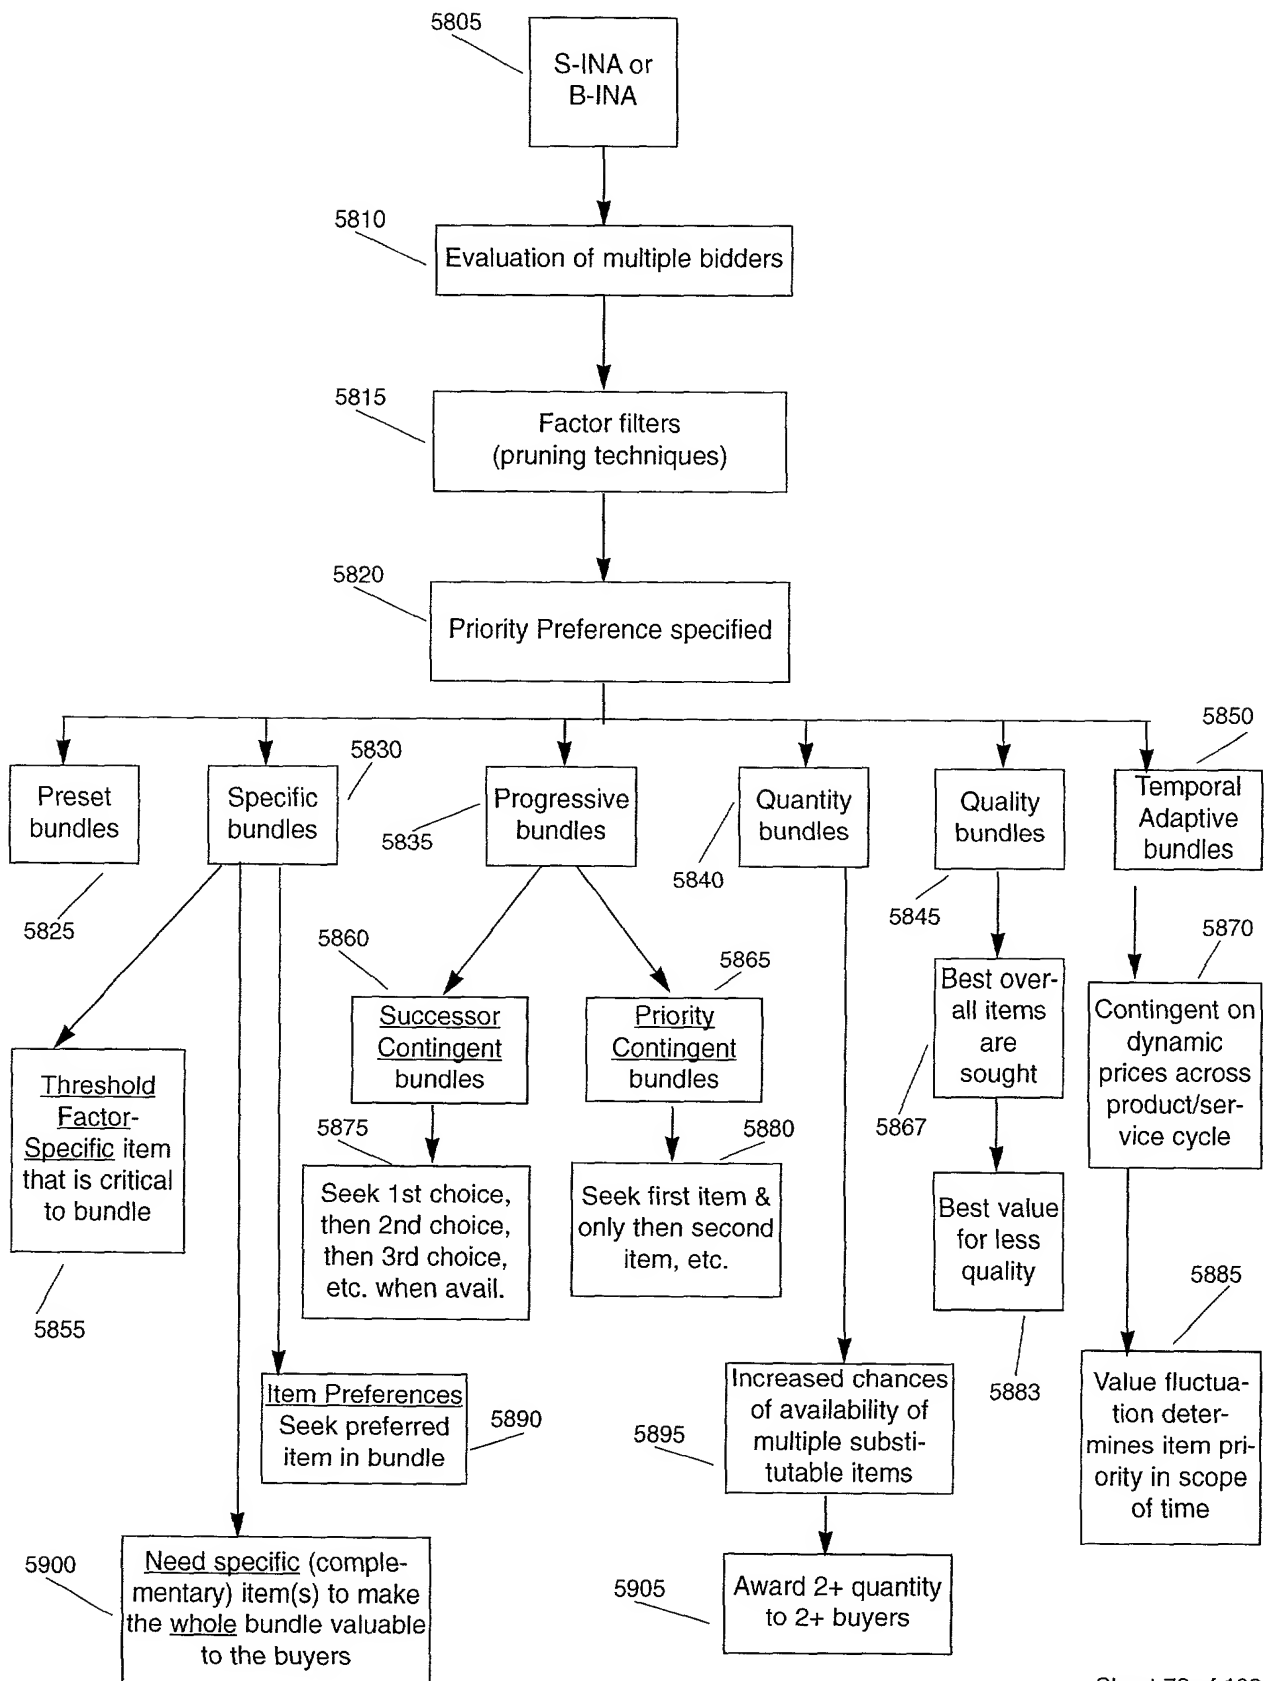 5805
S-INA or
B-INA
5810
Evaluation of multiple bidders
5815
Factor filters
(pruning techniques)
5820
Priority Preference specified
5850
5830
Preset
bundles
Specific
bundles
Progressive
bundles
5835
Quantity
bundles
5840
Quality
bundles
5845
Temporal
Adaptive
bundles
5825
5860
5865
5870
Successor
Contingent
bundles
Priority
Contingent
bundles
Best over-
all items
are
sought
5867
Contingent on
dynamic
prices across
product/ser-
vice cycle
Threshold
Factor-
Specific item
that is critical
to bundle
5855
5875
Seek 1st choice,
then 2nd choice,
then 3rd choice,
etc. when avail.
5880
Seek first item &
only then second
item, etc.
Best value
for less
quality
5883
5885
Value fluctua-
tion deter-
mines item pri-
ority in scope
of time
Item Preferences
Seek preferred
item in bundle
5890
5895
Increased chances
of availability of
multiple substi-
tutable items
5900
Need specific (comple-
mentary) item(s) to make
the whole bundle valuable
to the buyers
5905
Award 2+ quantity
to 2+ buyers